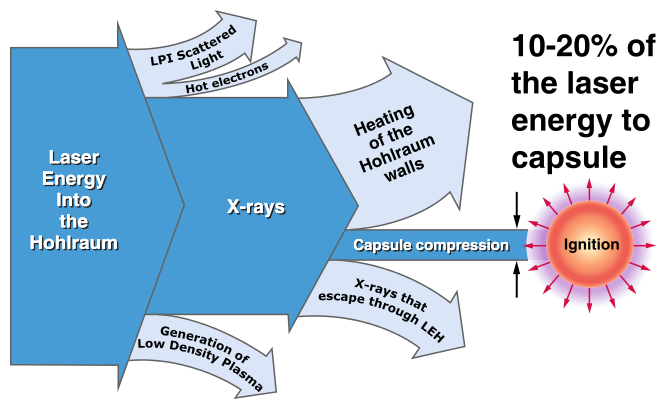 LPI Scattered
Light
Hot electrons
10-20% of
the laser
energy to
capsule
Heating
of the
Hohlraum
walls
Laser
Energy
Into
the
Hohlraum
X-rays
Capsule compression
Ignition
X-rays that
escape through LEH
Generation of
Low Density Plasma